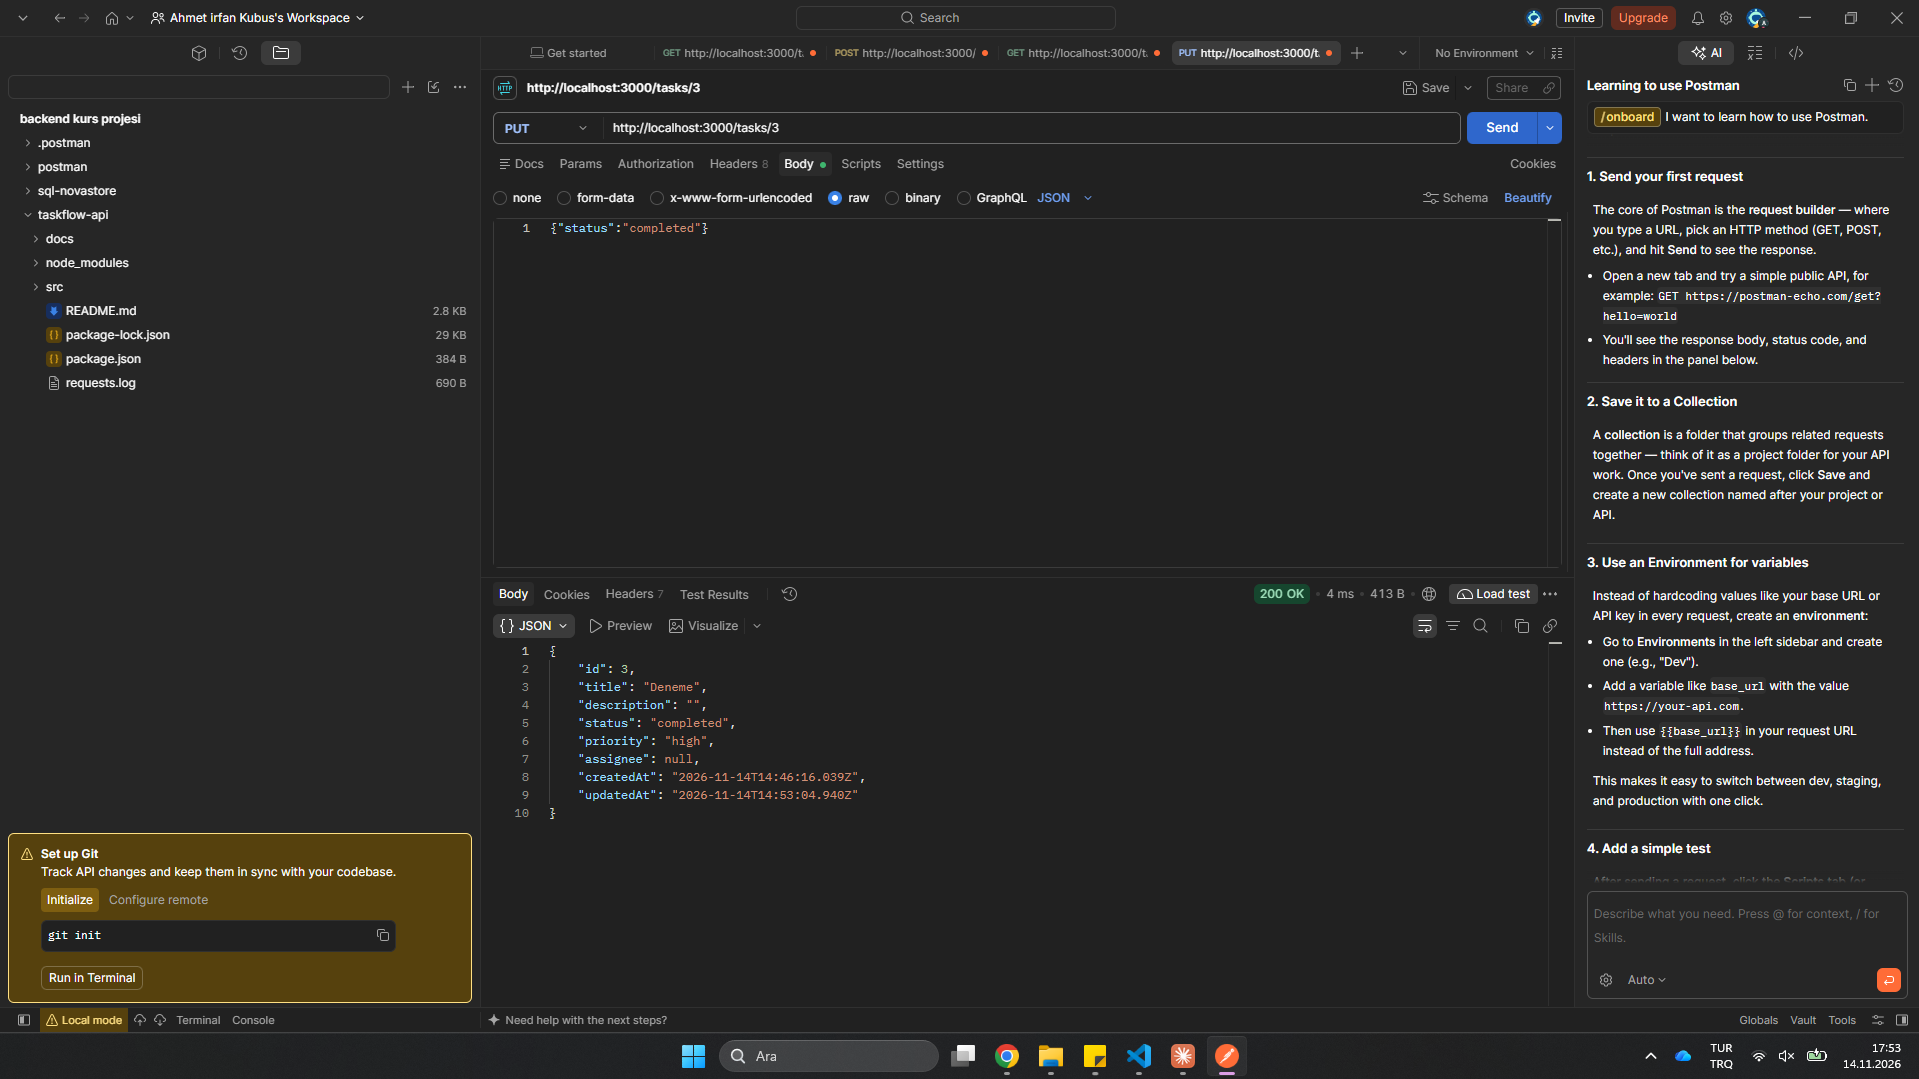 Ahmet irfan Kubus's Workspace
Search
Invite
Upgrade
Get started
GET http://localhost:3000/t.
POST http://localhost:3000/
GET http://localhost:3000/t.
PUT http://localhost:3000/t.
No Environment
AI
HTTP
http://localhost:3000/tasks/3
Save
Share
Learning to use Postman
backend kurs projesi
.postman
postman
sql-novastore
taskflow-api
docs
node_modules
src
README.md 2.8 KB
package-lock.json 29 KB
package.json 384 B
requests.log 690 B
PUT
http://localhost:3000/tasks/3
Send
Docs Params Authorization Headers 8 Body Scripts Settings
Cookies
none form-data x-www-form-urlencoded raw binary GraphQL JSON
Schema Beautify
1 {"status":"completed"}
Body Cookies Headers 7 Test Results
200 OK • 4 ms • 413 B
Load test
{} JSON Preview Visualize
1 {
2 "id": 3,
3 "title": "Deneme",
4 "description": "",
5 "status": "completed",
6 "priority": "high",
7 "assignee": null,
8 "createdAt": "2026-11-14T14:46:16.039Z",
9 "updatedAt": "2026-11-14T14:53:04.940Z"
10 }
/onboard I want to learn how to use Postman.
1. Send your first request
The core of Postman is the request builder — where
you type a URL, pick an HTTP method (GET, POST,
etc.), and hit Send to see the response.
• Open a new tab and try a simple public API, for
example: GET https://postman-echo.com/get?
hello=world
• You'll see the response body, status code, and
headers in the panel below.
2. Save it to a Collection
A collection is a folder that groups related requests
together — think of it as a project folder for your API
work. Once you've sent a request, click Save and
create a new collection named after your project or
API.
3. Use an Environment for variables
Instead of hardcoding values like your base URL or
API key in every request, create an environment:
• Go to Environments in the left sidebar and create
one (e.g., "Dev").
• Add a variable like base_url with the value
https://your-api.com.
• Then use {{base_url}} in your request URL
instead of the full address.
This makes it easy to switch between dev, staging,
and production with one click.
4. Add a simple test
After sending a request, click the Scripts tab (or
Describe what you need. Press @ for context, / for
Skills.
Auto
Set up Git
Track API changes and keep them in sync with your codebase.
Initialize Configure remote
git init
Run in Terminal
Local mode
Terminal Console
Need help with the next steps?
Globals Vault Tools
Ara
TUR
TRQ
17:53
14.11.2026